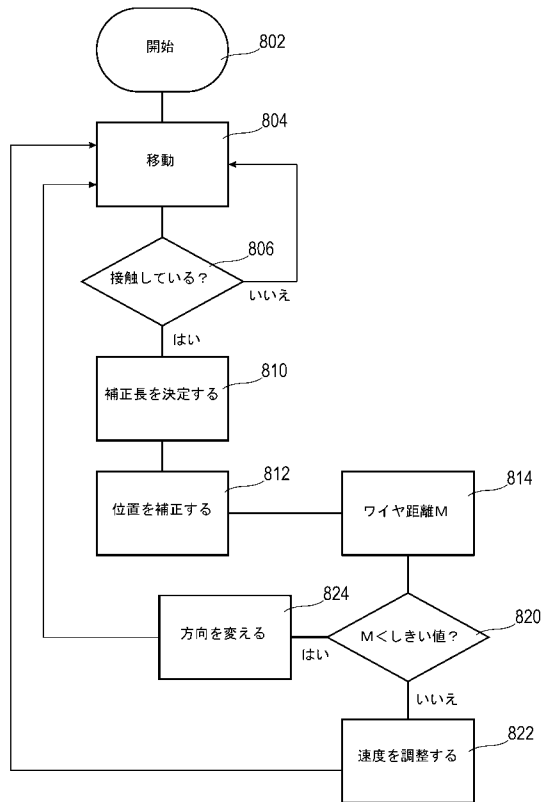 開始
802
移動
804
接触している？
806
いいえ
はい
補正長を決定する
810
位置を補正する
812
ワイヤ距離M
814
M＜しきい値？
820
はい
方向を変える
824
いいえ
速度を調整する
822